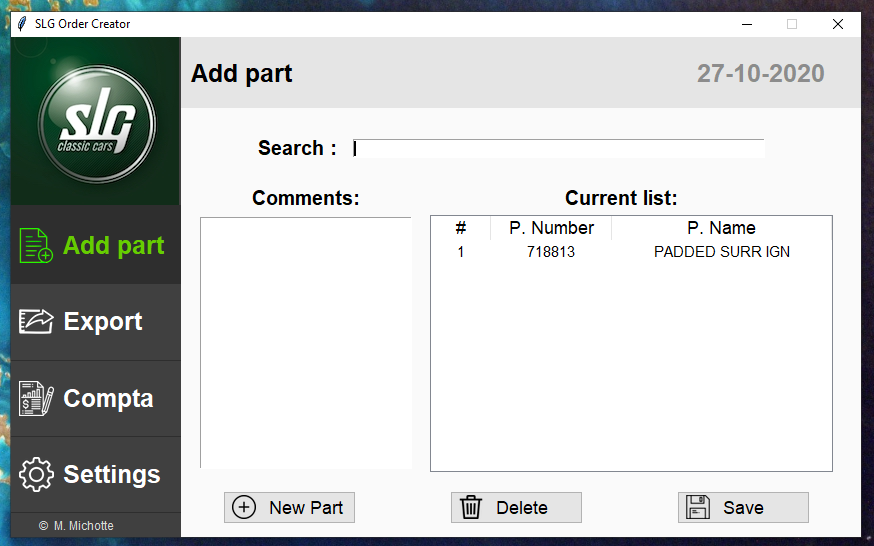 SLG Order Creator
slg
classic cars
Add part
27-10-2020
Search :
Comments:
Current list:
# P. Number P. Name
1 718813 PADDED SURR IGN
Add part
Export
Compta
Settings
© M. Michotte
New Part
Delete
Save